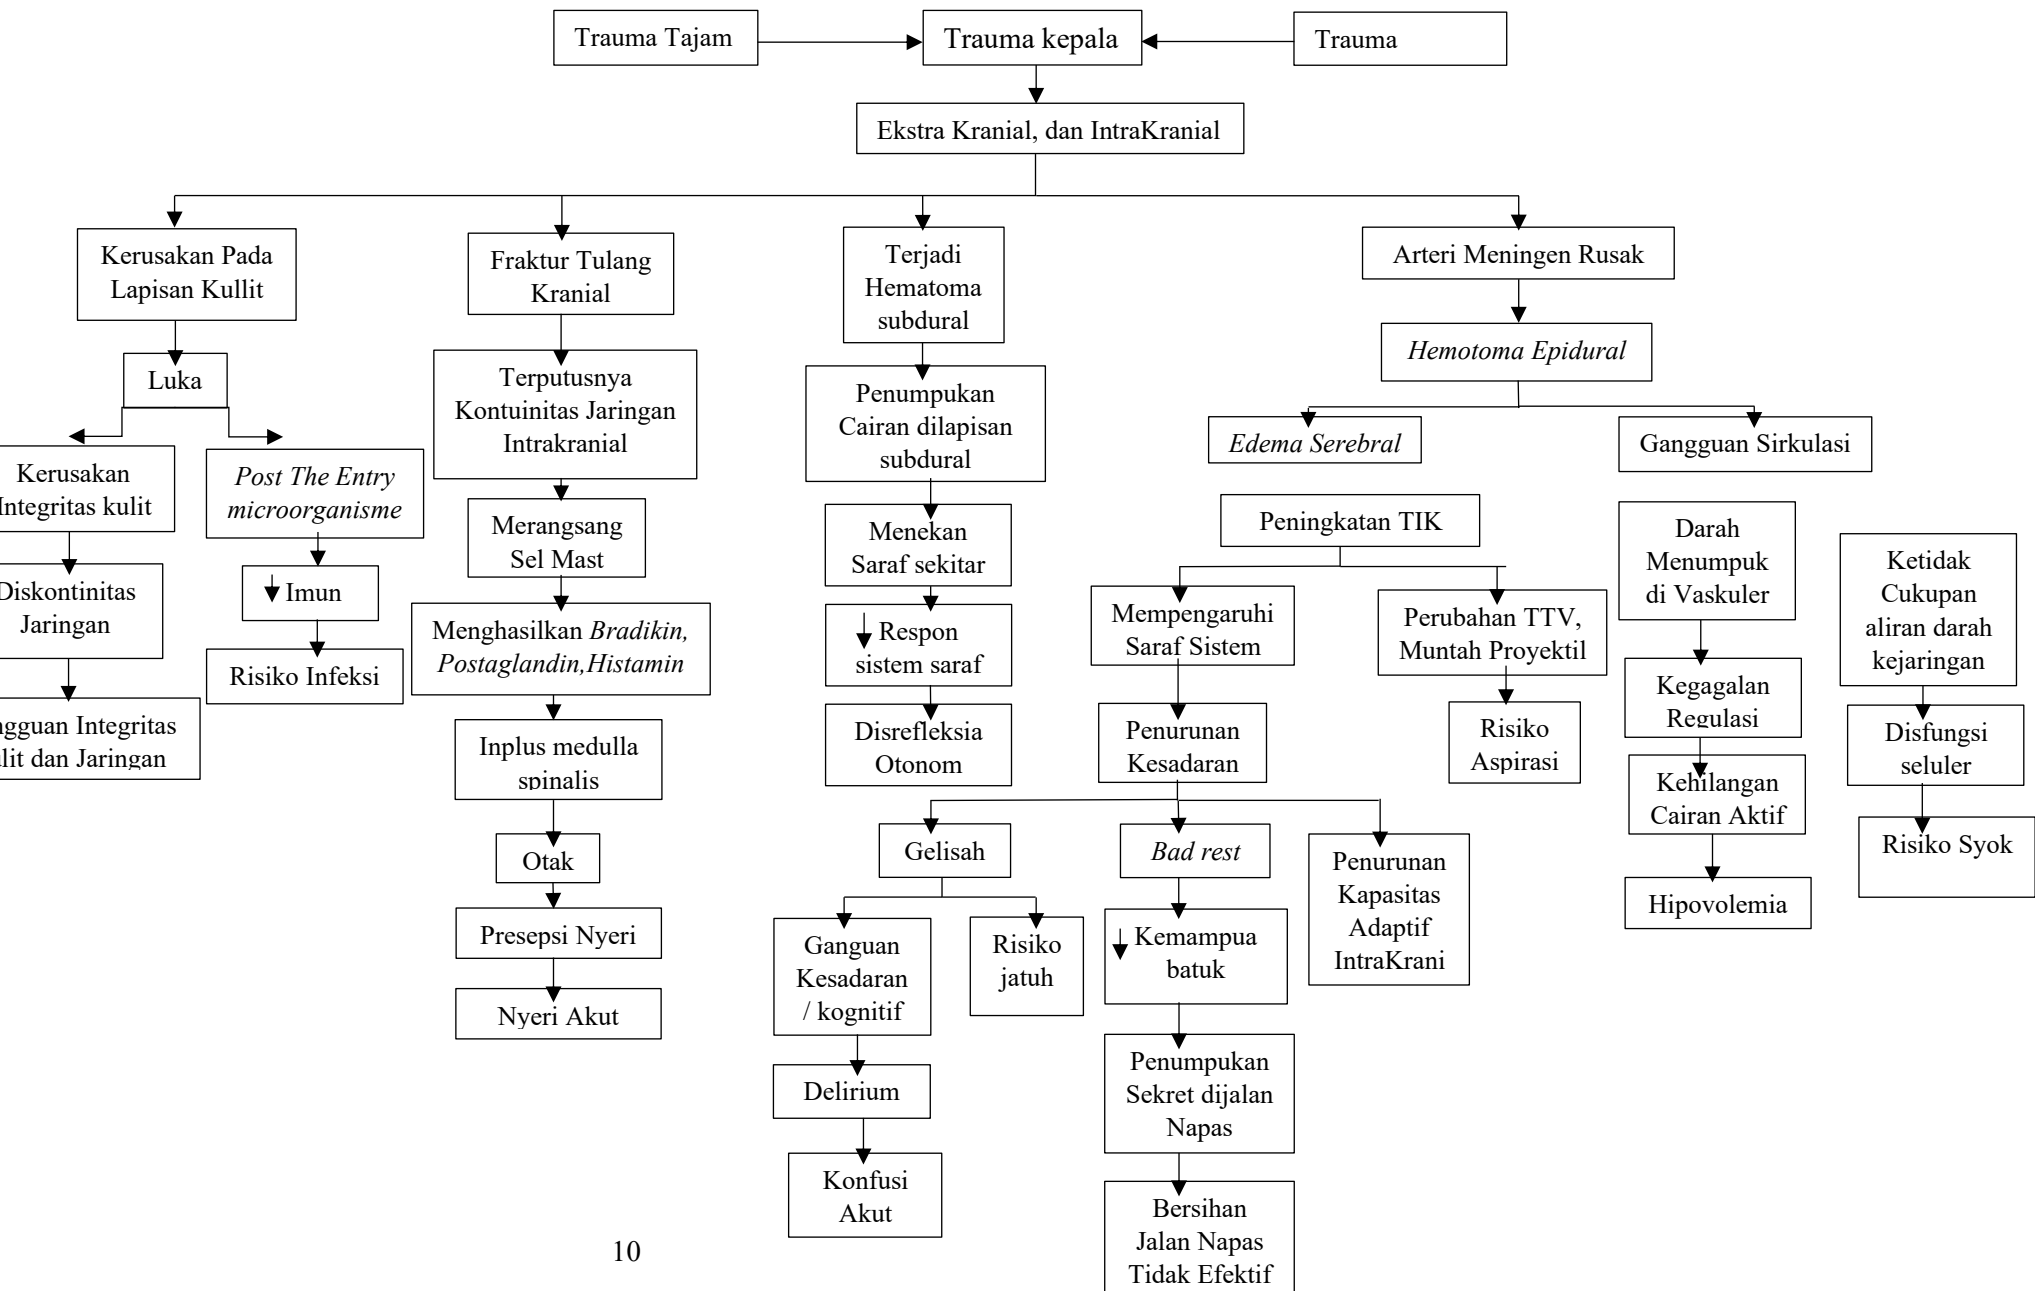 Trauma Tajam
Trauma kepala
Trauma
Ekstra Kranial, dan IntraKranial
Kerusakan Pada
Lapisan Kullit
Fraktur Tulang
Kranial
Terjadi
Hematoma
subdural
Arteri Meningen Rusak
Luka
Terputusnya
Kontuinitas Jaringan
Intrakranial
Penumpukan
Cairan dilapisan
subdural
Hemotoma Epidural
Kerusakan
Integritas kulit
Post The Entry
microorganisme
Edema Serebral
Gangguan Sirkulasi
Merangsang
Sel Mast
Menekan
Saraf sekitar
Peningkatan TIK
Darah
Menumpuk
di Vaskuler
Ketidak
Cukupan
aliran darah
kejaringan
Diskontinitas
Jaringan
↓ Imun
Menghasilkan Bradikin,
Postaglandin,Histamin
↓ Respon
sistem saraf
Mempengaruhi
Saraf Sistem
Perubahan TTV,
Muntah Proyektil
Risiko Infeksi
Kegagalan
Regulasi
ngguan Integritas
ulit dan Jaringan
Inplus medulla
spinalis
Disrefleksia
Otonom
Penurunan
Kesadaran
Risiko
Aspirasi
Disfungsi
seluler
Kehilangan
Cairan Aktif
Otak
Gelisah
Bad rest
Penurunan
Kapasitas
Adaptif
IntraKrani
Risiko Syok
Hipovolemia
Presepsi Nyeri
Ganguan
Kesadaran
/ kognitif
Risiko
jatuh
↓ Kemampua
batuk
Nyeri Akut
Delirium
Penumpukan
Sekret dijalan
Napas
Konfusi
Akut
Bersihan
Jalan Napas
Tidak Efektif
10